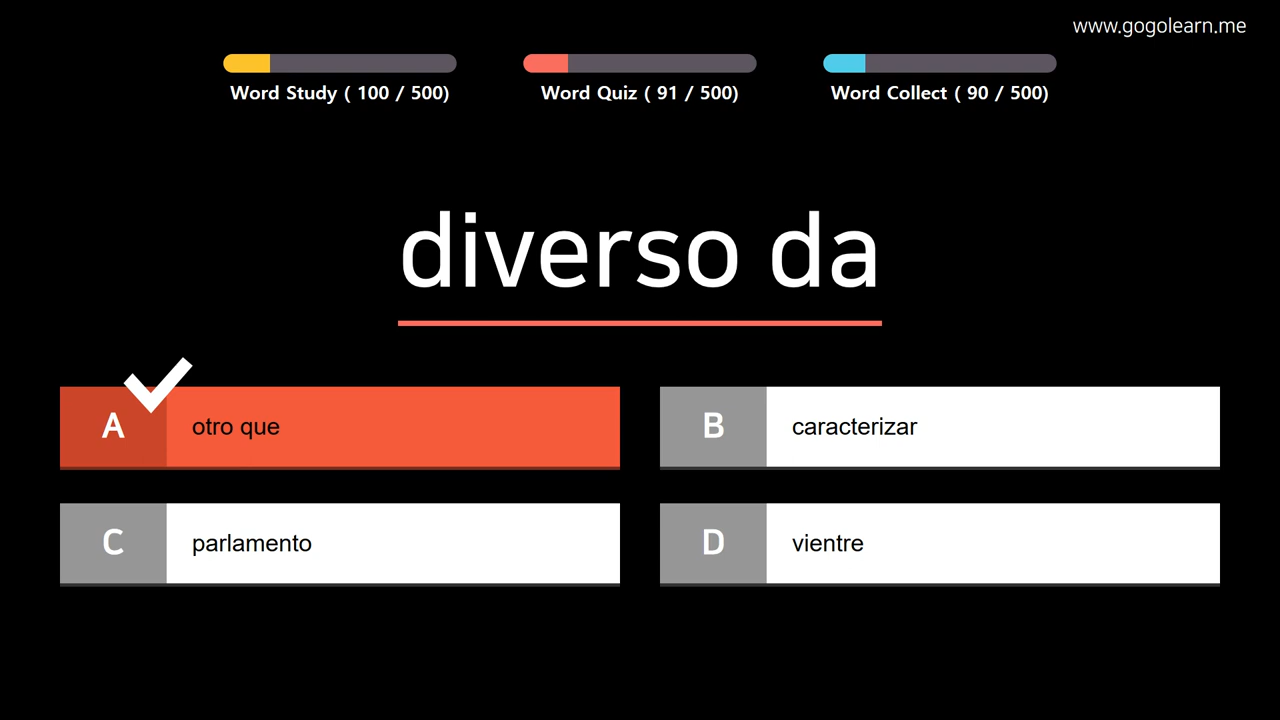 www.gogolearn.me
Word Study ( 100 / 500)
Word Quiz ( 91 / 500)
Word Collect ( 90 / 500)
diverso da
A otro que
B caracterizar
C parlamento
D vientre